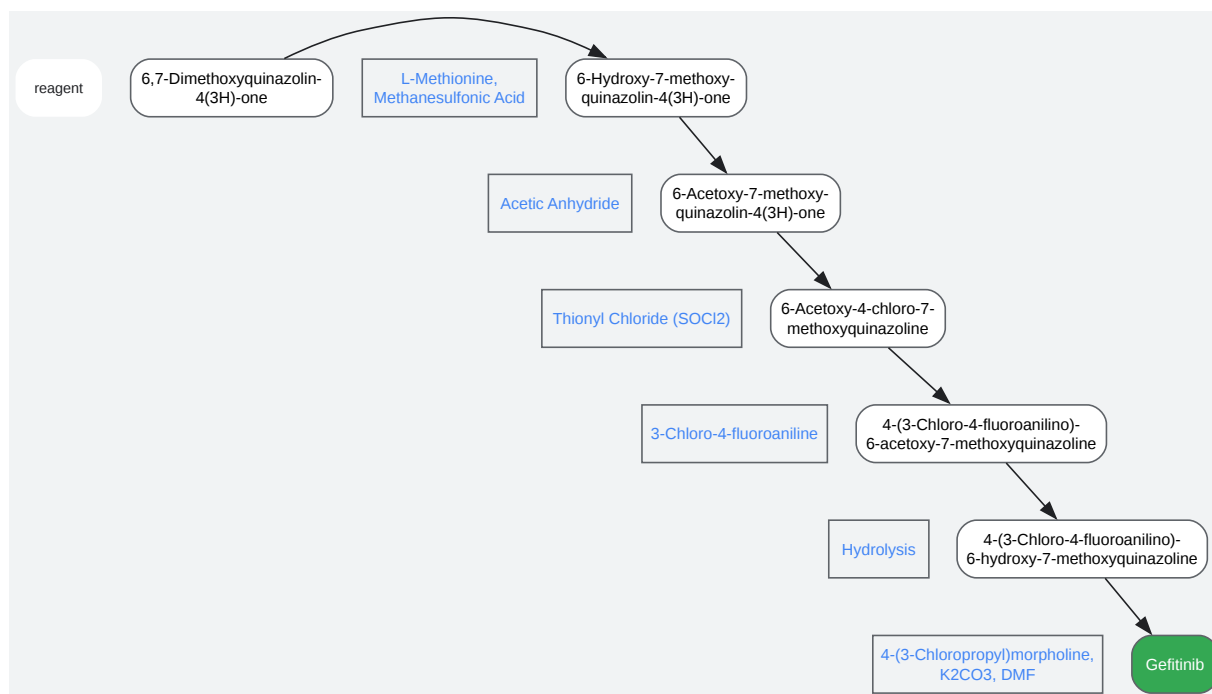 reagent
6,7-Dimethoxyquinazolin-
4(3H)-one
L-Methionine,
Methanesulfonic Acid
6-Hydroxy-7-methoxy-
quinazolin-4(3H)-one
Acetic Anhydride
6-Acetoxy-7-methoxy-
quinazolin-4(3H)-one
Thionyl Chloride (SOCl2)
6-Acetoxy-4-chloro-7-
methoxyquinazoline
3-Chloro-4-fluoroaniline
4-(3-Chloro-4-fluoroanilino)-
6-acetoxy-7-methoxyquinazoline
Hydrolysis
4-(3-Chloro-4-fluoroanilino)-
6-hydroxy-7-methoxyquinazoline
4-(3-Chloropropyl)morpholine,
K2CO3, DMF
Gefitinib